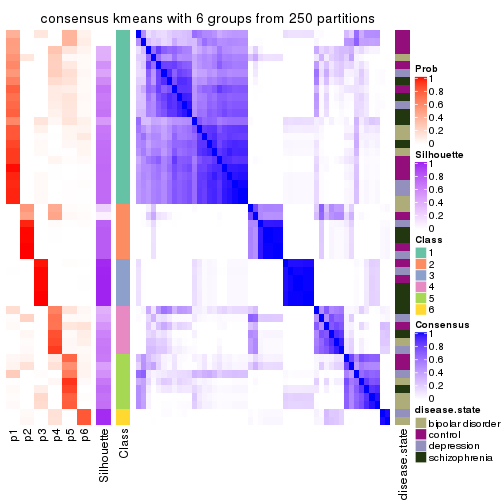 consensus kmeans with 6 groups from 250 partitions
Prob
1
0.8
0.6
0.4
0.2
0
Silhouette
1
0.8
0.6
0.4
0.2
0
Class
1
2
3
4
5
6
Consensus
1
0.8
0.6
0.4
0.2
0
disease.state
bipolar disorder
control
depression
schizophrenia
p1
p2
p3
p4
p5
p6
Silhouette
Class
disease.state